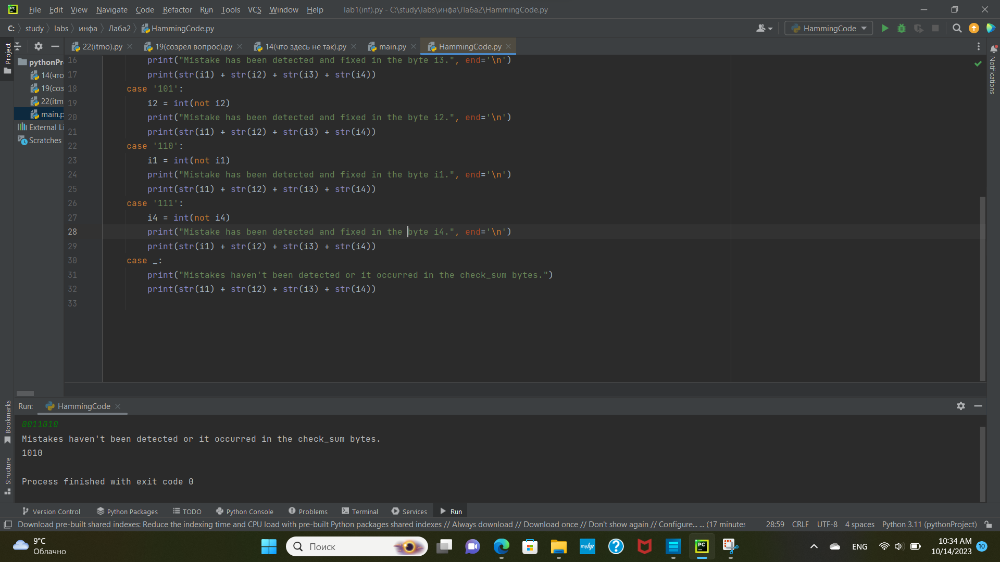 File Edit View Navigate Code Refactor Run Tools VCS Window Help lab1(inf).py - C:\study\labs\инфа\Лаба2\HammingCode.py
C: study labs инфа Лаба2 HammingCode.py HammingCode
Project 22(itmo).py 19(созрел вопрос).py 14(что здесь не так).py main.py HammingCode.py
pythonPr
14(что
19(соз
22(itm
main.p
External Li
Scratches
Notifications
16 print("Mistake has been detected and fixed in the byte i3.", end='\n')
17 print(str(i1) + str(i2) + str(i3) + str(i4))
18 case '101':
19 i2 = int(not i2)
20 print("Mistake has been detected and fixed in the byte i2.", end='\n')
21 print(str(i1) + str(i2) + str(i3) + str(i4))
22 case '110':
23 i1 = int(not i1)
24 print("Mistake has been detected and fixed in the byte i1.", end='\n')
25 print(str(i1) + str(i2) + str(i3) + str(i4))
26 case '111':
27 i4 = int(not i4)
28 print("Mistake has been detected and fixed in the byte i4.", end='\n')
29 print(str(i1) + str(i2) + str(i3) + str(i4))
30 case _:
31 print("Mistakes haven't been detected or it occurred in the check_sum bytes.")
32 print(str(i1) + str(i2) + str(i3) + str(i4))
33
Bookmarks
Structure
Run: HammingCode
0011010
Mistakes haven't been detected or it occurred in the check_sum bytes.
1010
Process finished with exit code 0
Version Control Python Packages TODO Python Console Problems Terminal Services Run
Download pre-built shared indexes: Reduce the indexing time and CPU load with pre-built Python packages shared indexes // Always download // Download once // Don't show again // Configure... ... (17 minutes 28:59 CRLF UTF-8 4 spaces Python 3.11 (pythonProject)
9°C
Облачно
Поиск
myhp
PC
ENG
10:34 AM
10/14/2023
10